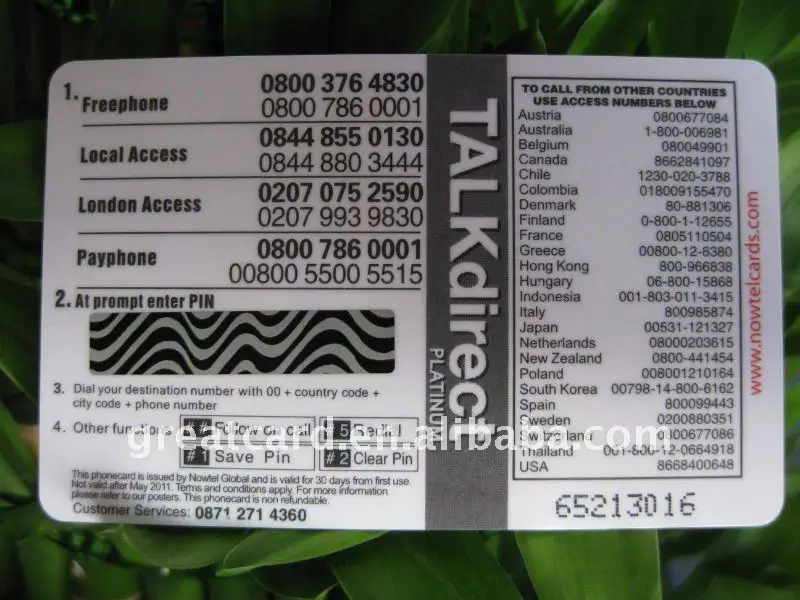 1. Freephone 0800 376 4830
0800 786 0001
Local Access 0844 855 0130
0844 880 3444
London Access 0207 075 2590
0207 993 9830
Payphone 0800 786 0001
00800 5500 5515
2. At prompt enter PIN
3. Dial your destination number with 00 + country code +
city code + phone number
4. Other functions # # Follow on call # 5 Redial
# 1 Save Pin # 2 Clear Pin
This phonecard is issued by Nowtel Global and is valid for 30 days from first use.
Not valid after May 2011. Terms and conditions apply. For more information
please refer to our posters. This phonecard is non refundable.
Customer Services: 0871 271 4360
TALKdirect
PLATINUM
TO CALL FROM OTHER COUNTRIES
USE ACCESS NUMBERS BELOW
Austria 0800677084
Australia 1-800-006981
Belgium 080049901
Canada 8662841097
Chile 1230-020-3788
Colombia 018009155470
Denmark 80-881306
Finland 0-800-1-12655
France 0805110504
Greece 00800-12-6380
Hong Kong 800-966838
Hungary 06-800-15868
Indonesia 001-803-011-3415
Italy 800985874
Japan 00531-121327
Netherlands 08000203615
New Zealand 0800-441454
Poland 008001210164
South Korea 00798-14-800-6162
Spain 800099443
Sweden 0200880351
Switzerland 0800677086
Thailand 001-800-12-0664918
USA 8668400648
65213016
www.nowtelcards.com
greatcard.en.alibaba.com